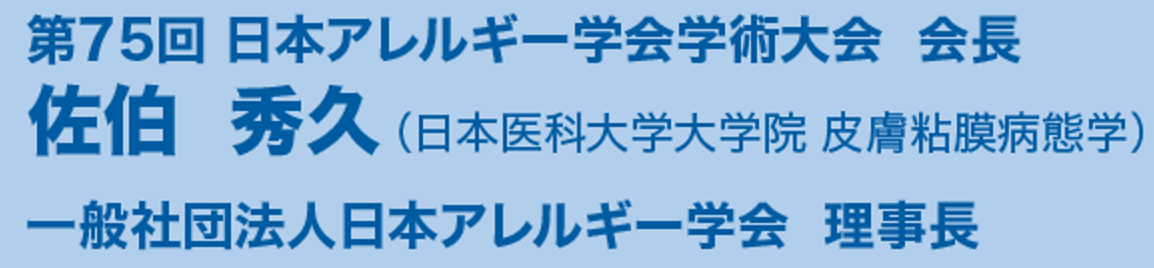 第75回 日本アレルギー学会学術大会　会長
佐伯　秀久（日本医科大学大学院 皮膚粘膜病態学）
一般社団法人日本アレルギー学会　理事長